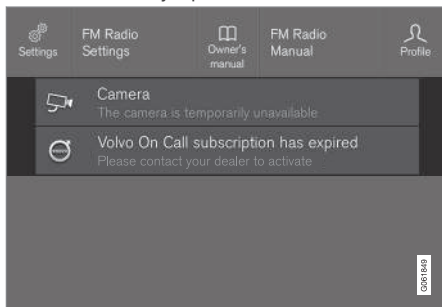 Settings
FM Radio
Settings
Owner's
manual
FM Radio
Manual
Profile
Camera
The camera is temporarily unavailable
Volvo On Call subscription has expired
Please contact your dealer to activate
G061849